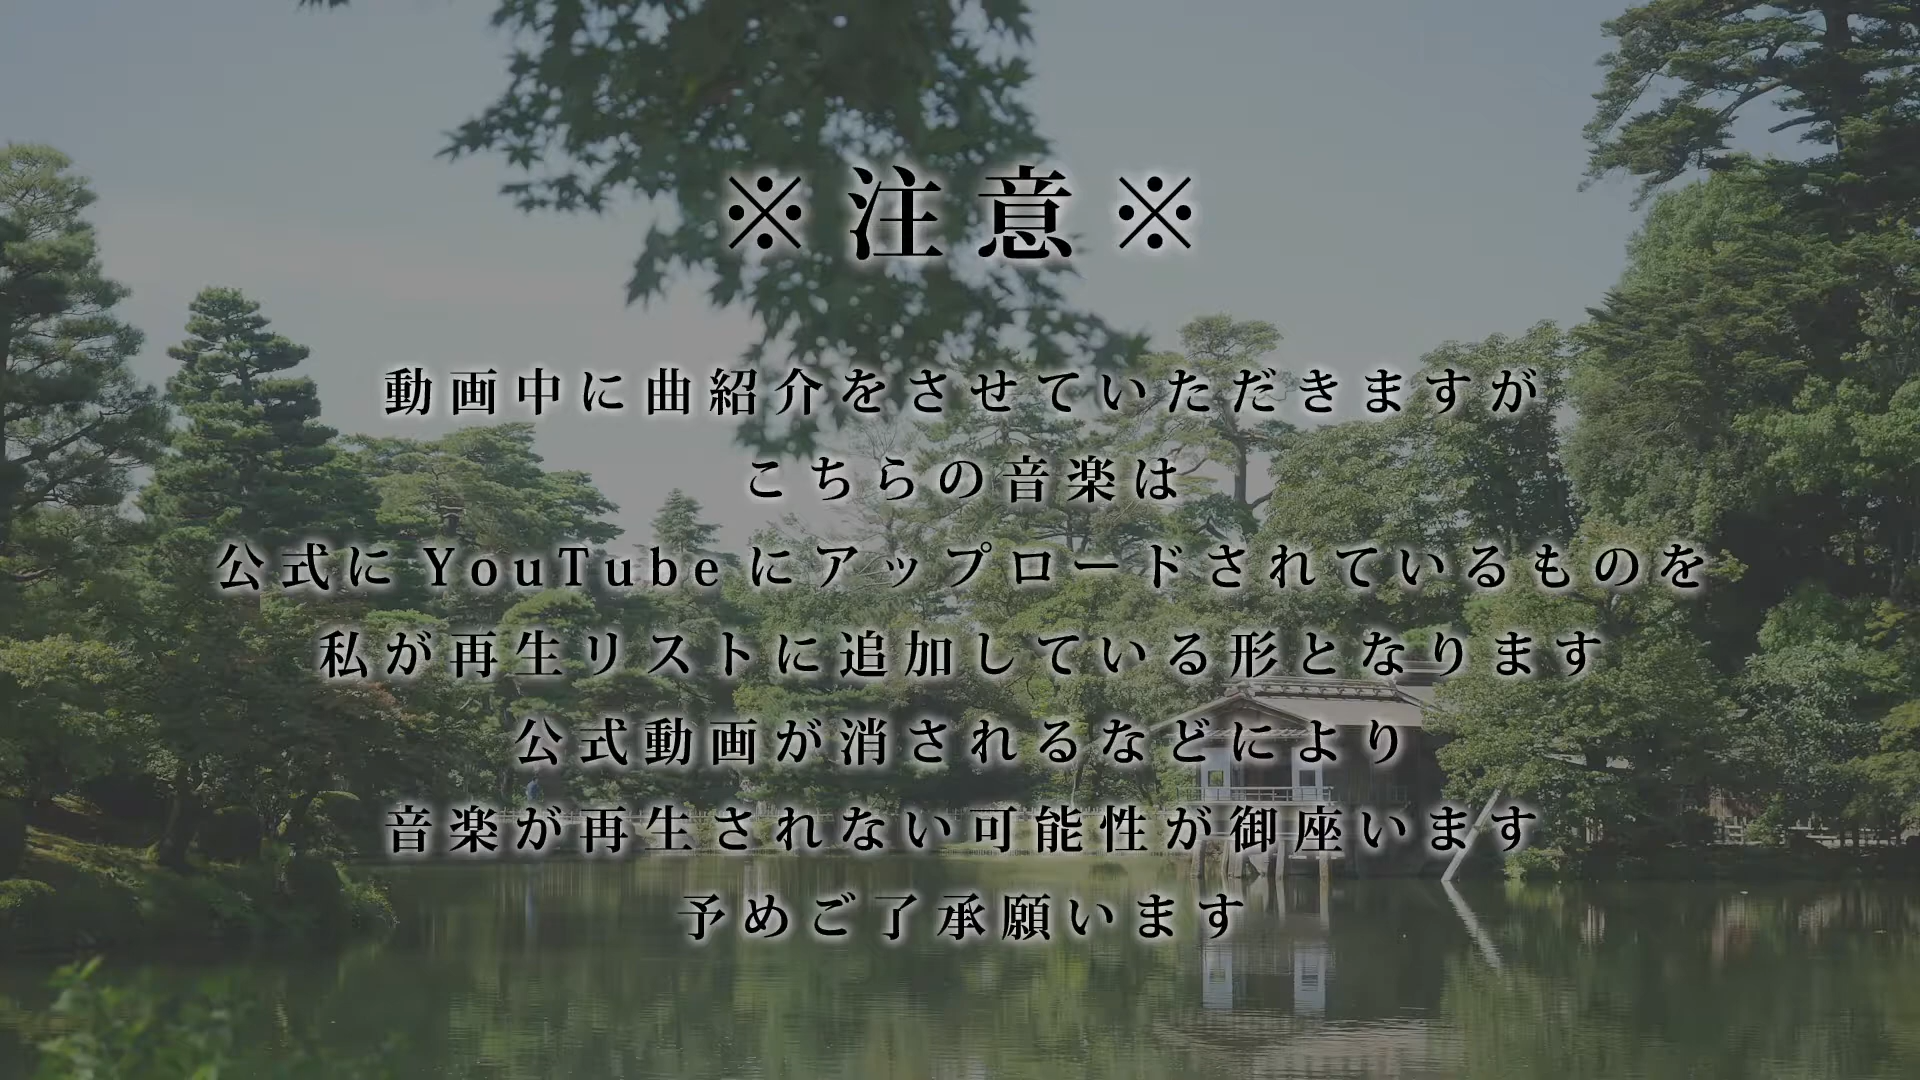 ※注意※
動画中に曲紹介をさせていただきますが
こちらの音楽は
公式にYouTubeにアップロードされているものを
私が再生リストに追加している形となります
公式動画が消されるなどにより
音楽が再生されない可能性が御座います
予めご了承願います